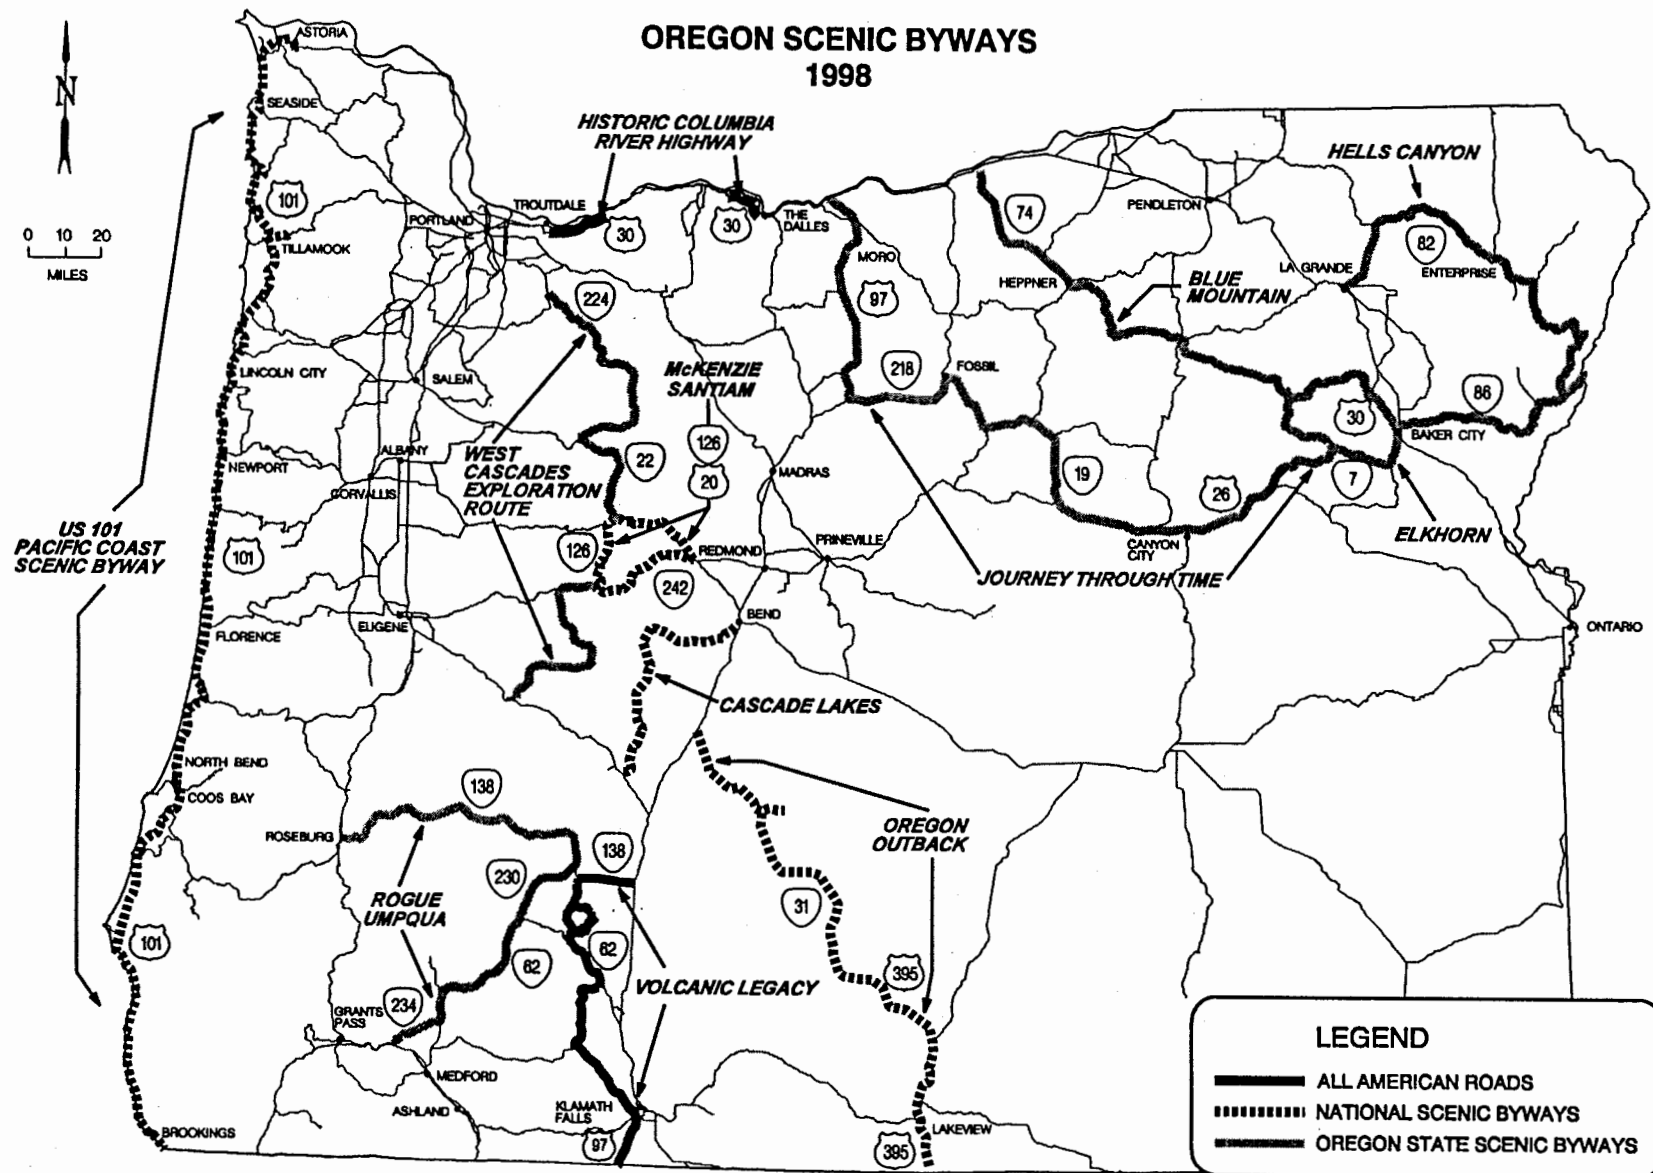 OREGON SCENIC BYWAYS
1998
N
0 10 20
MILES
ASTORIA
SEASIDE
HISTORIC COLUMBIA
RIVER HIGHWAY
HELLS CANYON
101
TROUTDALE
PORTLAND
30
30
THE
DALLES
74
PENDLETON
82
TILLAMOOK
MORO
LA GRANDE
ENTERPRISE
HEPPNER
BLUE
MOUNTAIN
224
97
LINCOLN CITY
SALEM
McKENZIE
SANTIAM
218
FOSSIL
86
30
BAKER CITY
126
20
ALBANY
WEST
CASCADES
EXPLORATION
ROUTE
22
NEWPORT
CORVALLIS
MADRAS
19
26
7
ELKHORN
US 101
PACIFIC COAST
SCENIC BYWAY
101
126
REDMOND
PRINEVILLE
CANYON
CITY
242
JOURNEY THROUGH TIME
FLORENCE
EUGENE
BEND
ONTARIO
CASCADE LAKES
NORTH BEND
COOS BAY
138
ROSEBURG
OREGON
OUTBACK
138
230
ROGUE
UMPQUA
31
101
62
62
VOLCANIC LEGACY
395
234
GRANTS
PASS
MEDFORD
ASHLAND
KLAMATH
FALLS
97
BROOKINGS
LAKEVIEW
395
LEGEND
ALL AMERICAN ROADS
NATIONAL SCENIC BYWAYS
OREGON STATE SCENIC BYWAYS